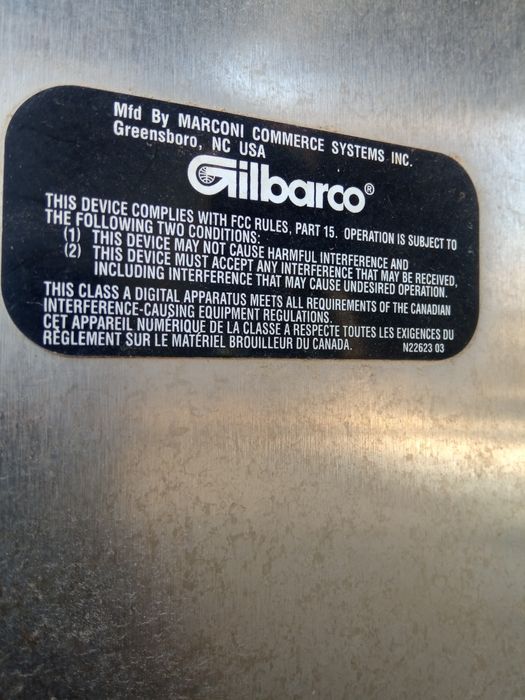 Mfd By MARCONI COMMERCE SYSTEMS INC.
Greensboro, NC USA
Gilbarco®
THIS DEVICE COMPLIES WITH FCC RULES, PART 15. OPERATION IS SUBJECT TO
THE FOLLOWING TWO CONDITIONS:
(1) THIS DEVICE MAY NOT CAUSE HARMFUL INTERFERENCE AND
(2) THIS DEVICE MUST ACCEPT ANY INTERFERENCE THAT MAY BE RECEIVED,
INCLUDING INTERFERENCE THAT MAY CAUSE UNDESIRED OPERATION.
THIS CLASS A DIGITAL APPARATUS MEETS ALL REQUIREMENTS OF THE CANADIAN
INTERFERENCE-CAUSING EQUIPMENT REGULATIONS.
CET APPAREIL NUMÉRIQUE DE LA CLASSE A RESPECTE TOUTES LES EXIGENCES DU
RÈGLEMENT SUR LE MATÉRIEL BROUILLEUR DU CANADA. N22623 03